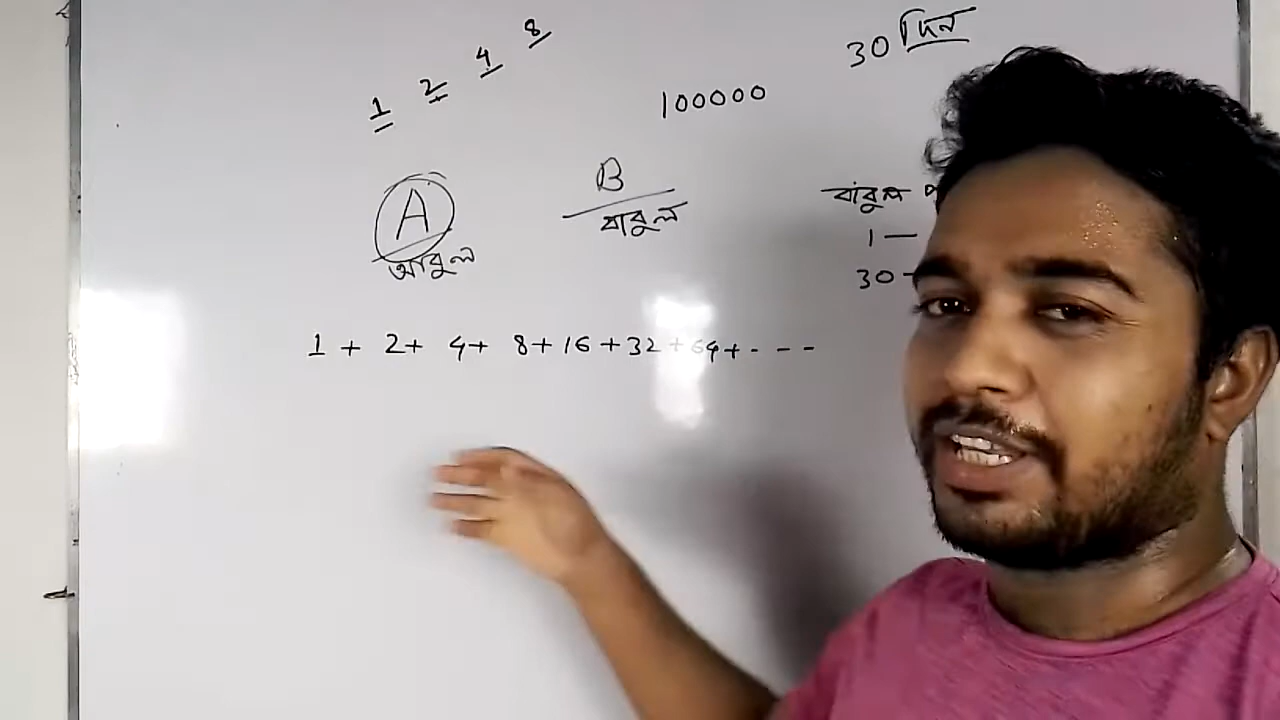 1 2 4 8
30 দিন
100000
A
আবুল
B
বাবুল
বাবুল
1 —
30 -
1 + 2 + 4 + 8 + 16 + 32 + 64 + - - -